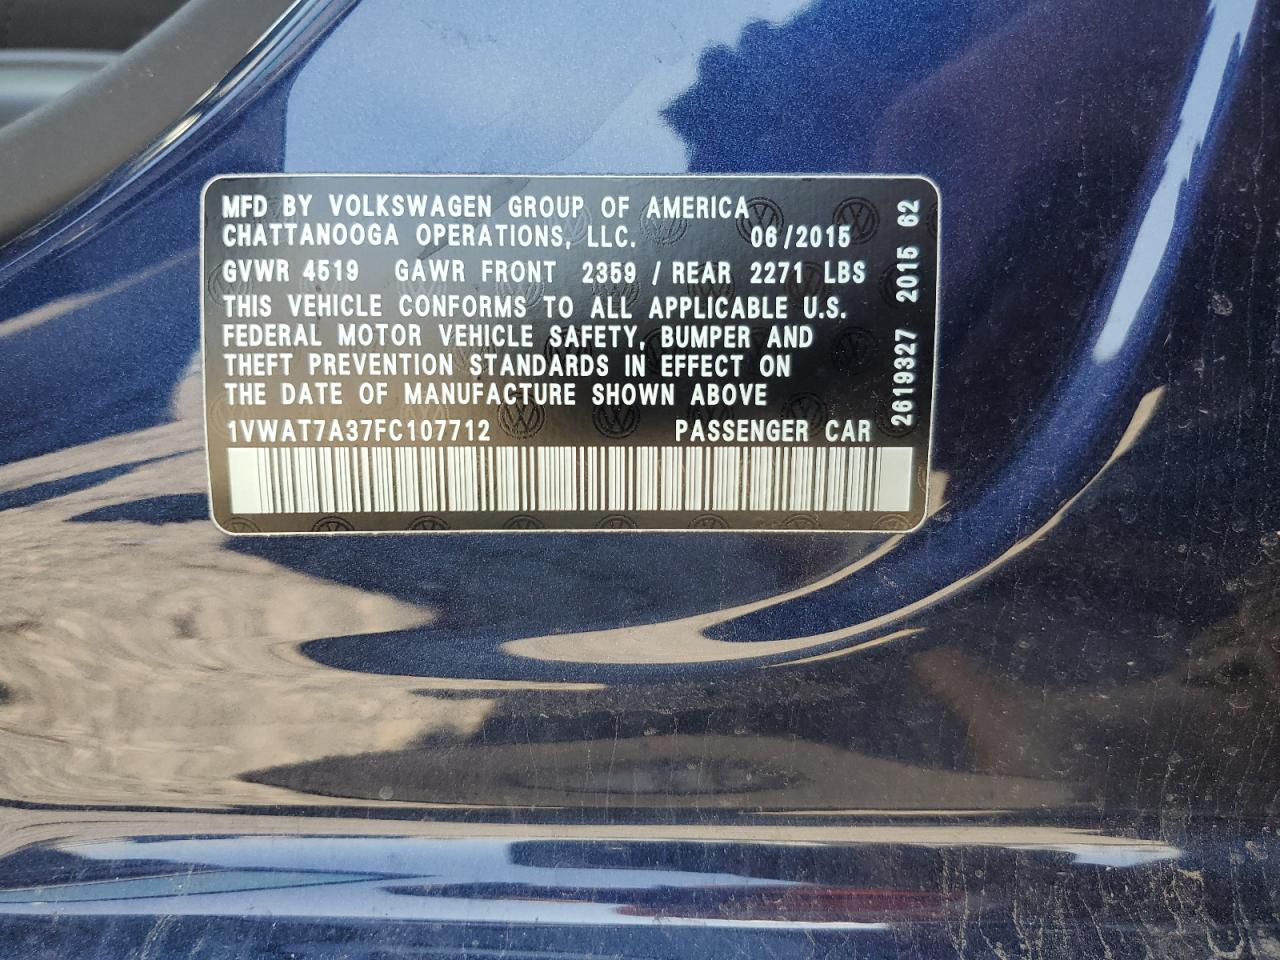 MFD BY VOLKSWAGEN GROUP OF AMERICA
CHATTANOOGA OPERATIONS, LLC. 06/2015
GVWR 4519 GAWR FRONT 2359 / REAR 2271 LBS
THIS VEHICLE CONFORMS TO ALL APPLICABLE U.S.
FEDERAL MOTOR VEHICLE SAFETY, BUMPER AND
THEFT PREVENTION STANDARDS IN EFFECT ON
THE DATE OF MANUFACTURE SHOWN ABOVE
1VWAT7A37FC107712 PASSENGER CAR
2619327 2015 62